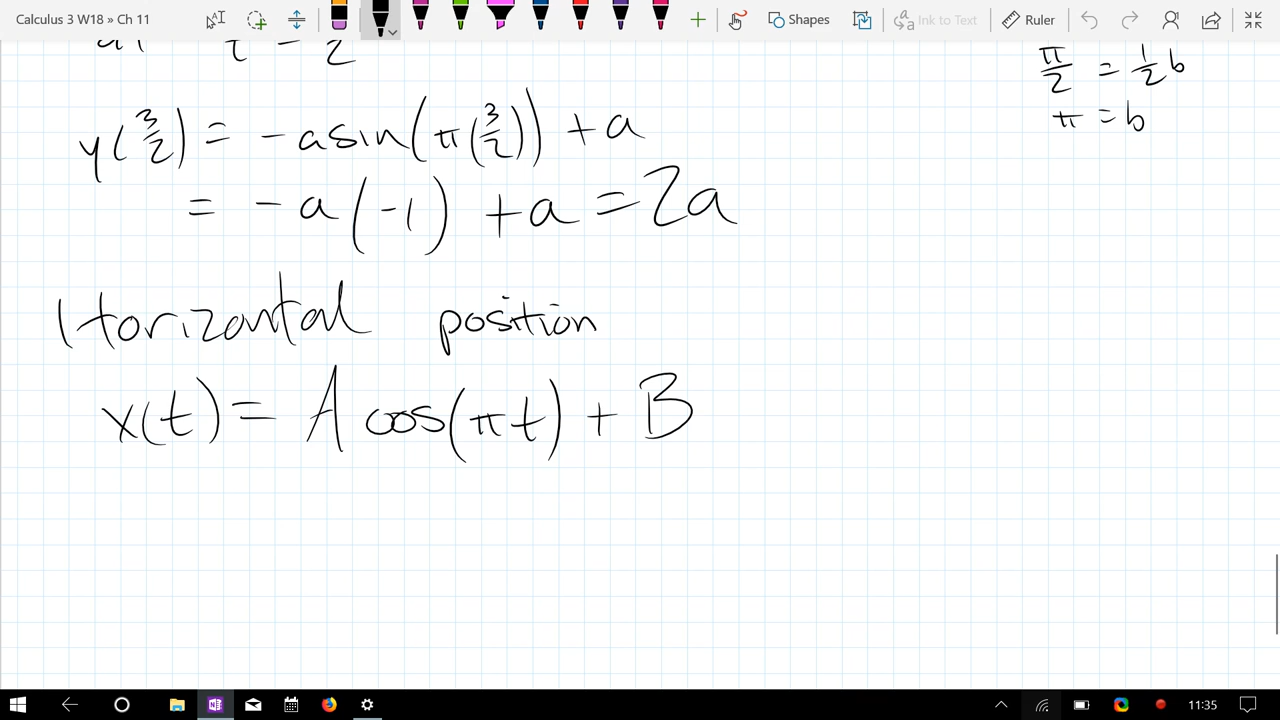 Calculus 3 W18 » Ch 11
Shapes
Ink to Text
Ruler
t = 2
π/2 = 1/2 b
π = b
y(3/2) = -a sin(π(3/2)) + a
= -a(-1) + a = 2a
Horizontal position
x(t) = A cos(πt) + B
11:35